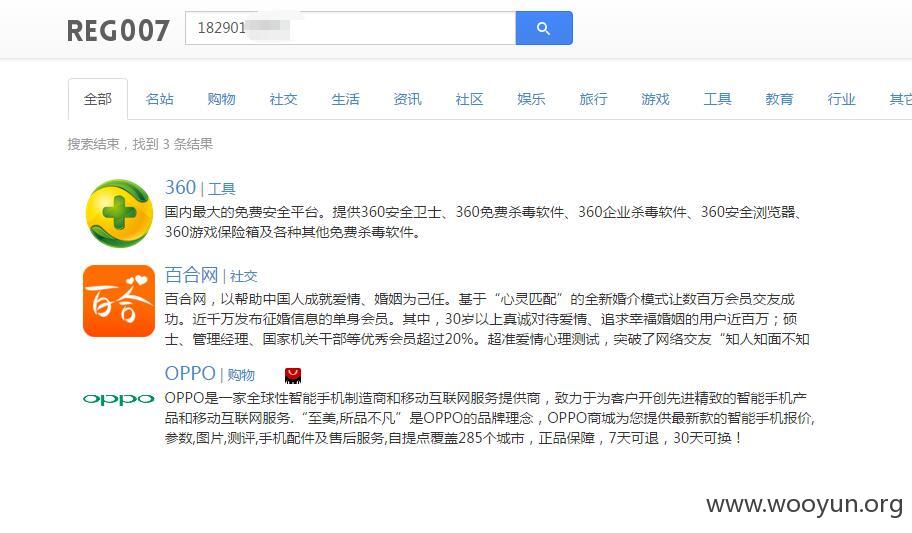 REG007
182901
全部 名站 购物 社交 生活 资讯 社区 娱乐 旅行 游戏 工具 教育 行业 其它
搜索结束，找到 3 条结果
360 | 工具
国内最大的免费安全平台。提供360安全卫士、360免费杀毒软件、360企业杀毒软件、360安全浏览器、
360游戏保险箱及各种其他免费杀毒软件。
百合
百合网 | 社交
百合网，以帮助中国人成就爱情、婚姻为己任。基于“心灵匹配”的全新婚介模式让数百万会员交友成
功。近千万发布征婚信息的单身会员。其中，30岁以上真诚对待爱情、追求幸福婚姻的用户近百万；硕
士、管理经理、国家机关干部等优秀会员超过20%。超准爱情心理测试，突破了网络交友“知人知面不知
OPPO | 购物
oppo
OPPO是一家全球性智能手机制造商和移动互联网服务提供商，致力于为客户开创先进精致的智能手机产
品和移动互联网服务.“至美,所品不凡”是OPPO的品牌理念，OPPO商城为您提供最新款的智能手机报价,
参数,图片,测评,手机配件及售后服务,自提点覆盖285个城市，正品保障，7天可退，30天可换！
www.wooyun.org